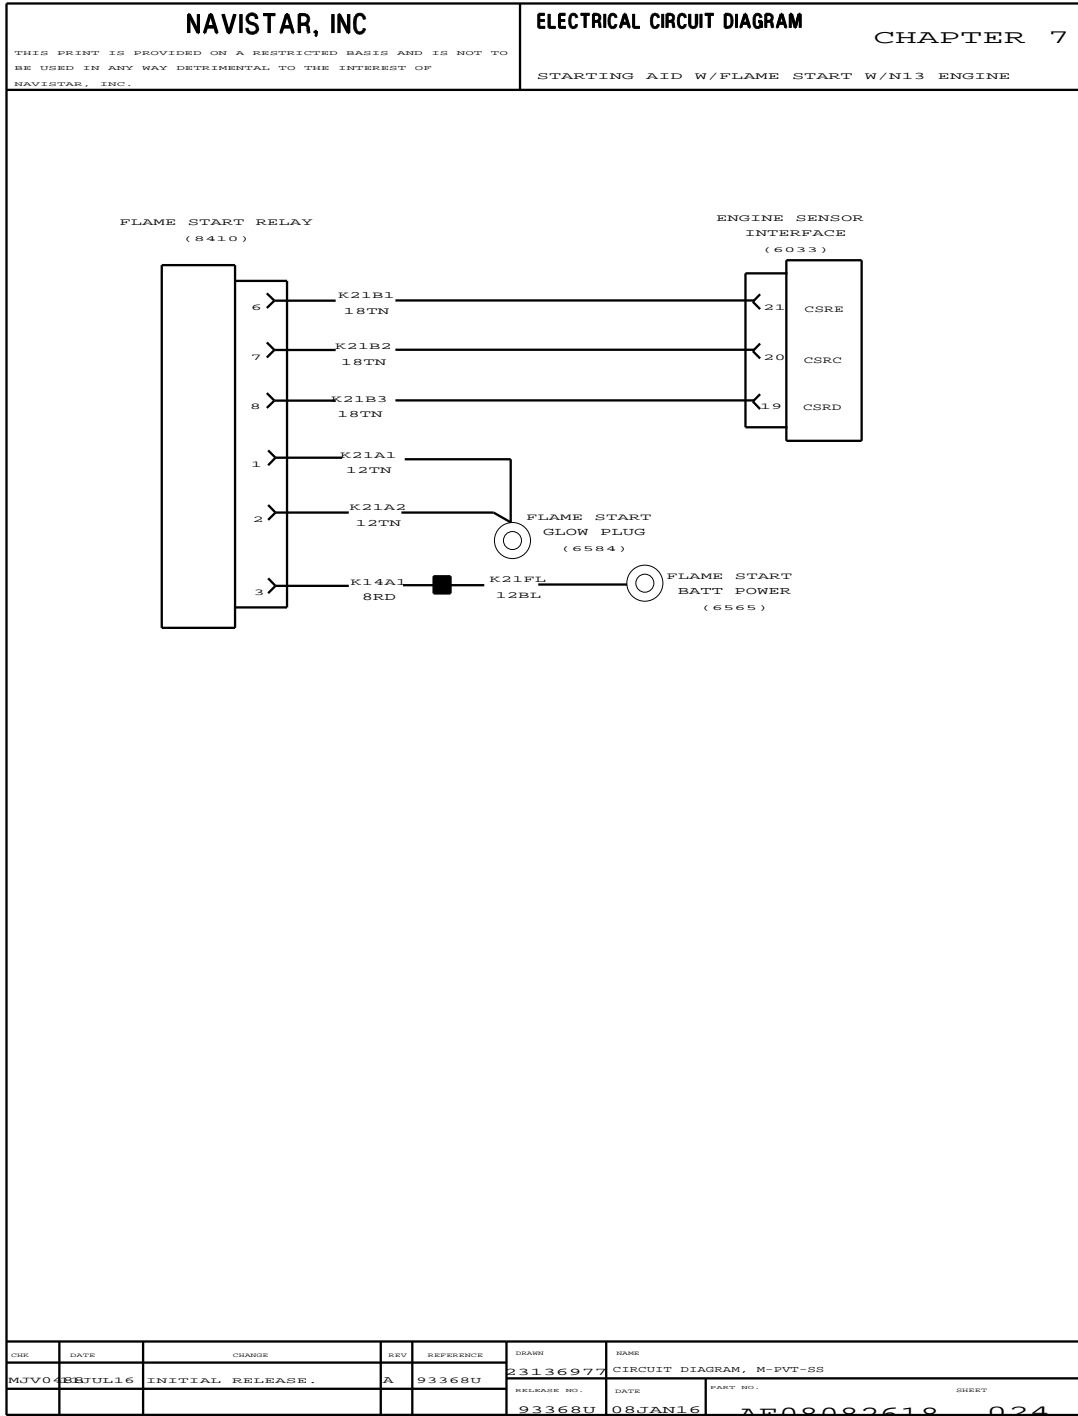 NAVISTAR, INC
THIS PRINT IS PROVIDED ON A RESTRICTED BASIS AND IS NOT TO
BE USED IN ANY WAY DETRIMENTAL TO THE INTEREST OF
NAVISTAR, INC.
ELECTRICAL CIRCUIT DIAGRAM
CHAPTER 7
STARTING AID W/FLAME START W/N13 ENGINE
FLAME START RELAY
(8410)
ENGINE SENSOR
INTERFACE
(6033)
6 K21B1 21 CSRE
18TN
7 K21B2 20 CSRC
18TN
8 K21B3 19 CSRD
18TN
1 K21A1
12TN
2 K21A2
12TN
FLAME START
GLOW PLUG
(6584)
3 K14A1 K21FL
8RD 12BL
FLAME START
BATT POWER
(6565)
CHK DATE CHANGE REV REFERENCE
INITIAL RELEASE. A 93368U
DRAWN
23136977
NAME
CIRCUIT DIAGRAM, M-PVT-SS
RELEASE NO. DATE PART NO. SHEET
93368U 08JAN16 AF08082618 024